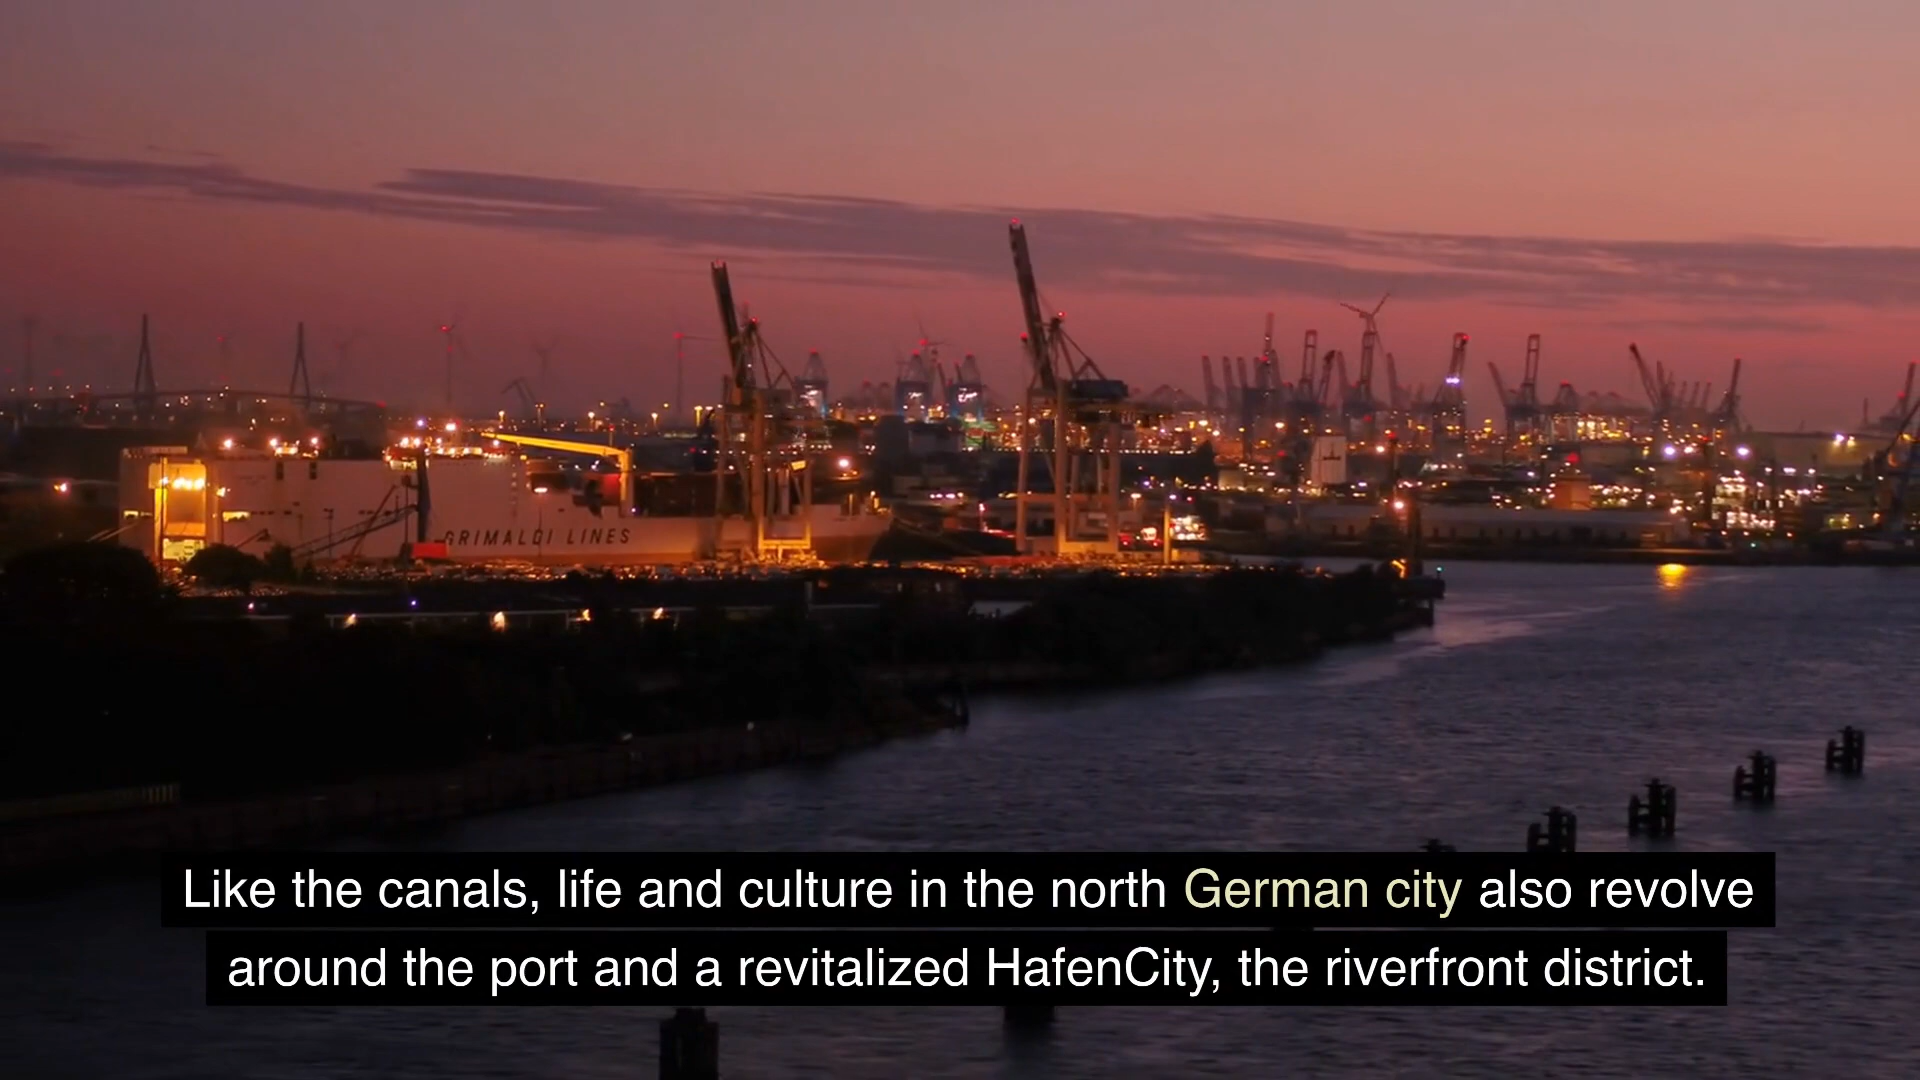 GRIMALDI LINES
Like the canals, life and culture in the north German city also revolve
around the port and a revitalized HafenCity, the riverfront district.